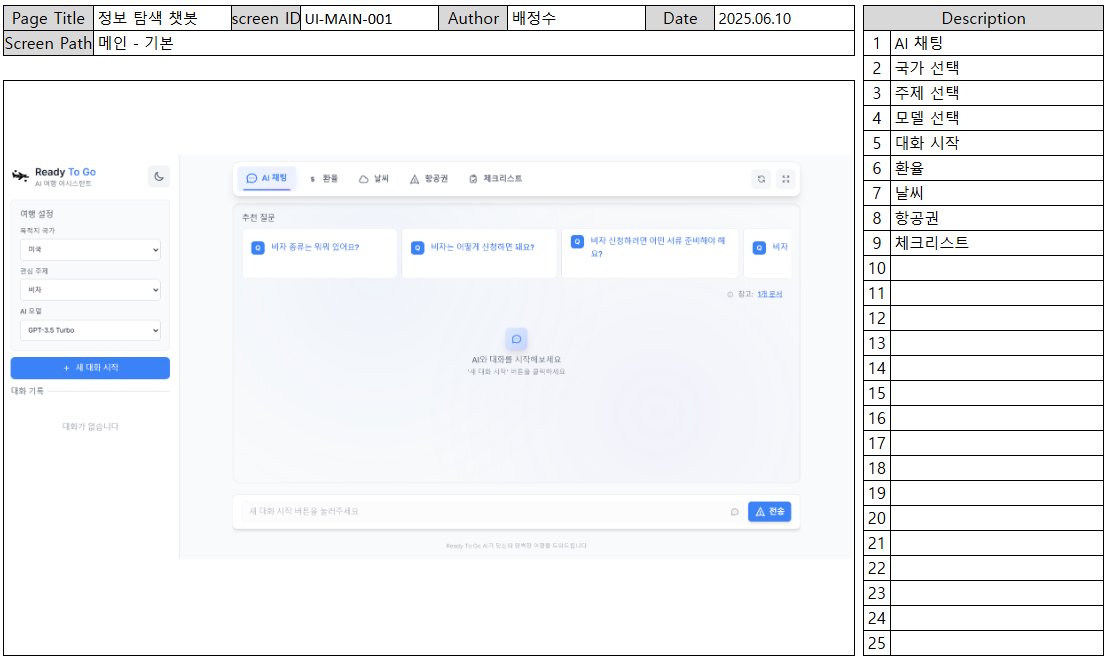 Page Title 정보 탐색 챗봇 screen ID UI-MAIN-001 Author 배정수 Date 2025.06.10
Screen Path 메인 - 기본
Ready To Go
AI 여행 어시스턴트
여행 설정
목적지 국가
미국
관심 주제
비자
AI 모델
GPT-3.5 Turbo
+ 새 대화 시작
대화 기록
대화가 없습니다
AI 채팅 $ 환율 날씨 항공권 체크리스트
추천 질문
Q 비자 종류는 뭐뭐 있어요?
Q 비자는 어떻게 신청하면 돼요?
Q 비자 신청하려면 어떤 서류 준비해야 해
요?
Q 비자
참고: 1개 문서
AI와 대화를 시작해보세요
'새 대화 시작' 버튼을 클릭하세요
새 대화 시작 버튼을 눌러주세요
전송
Ready To Go AI가 당신의 완벽한 여행을 도와드립니다
Description
1 AI 채팅
2 국가 선택
3 주제 선택
4 모델 선택
5 대화 시작
6 환율
7 날씨
8 항공권
9 체크리스트
10
11
12
13
14
15
16
17
18
19
20
21
22
23
24
25